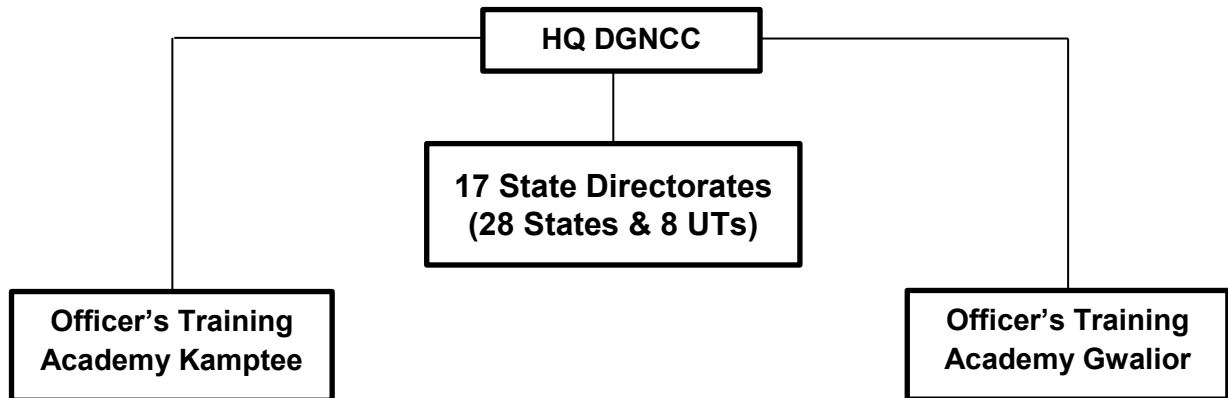 HQ DGNCC
17 State Directorates
(28 States & 8 UTs)
Officer’s Training
Academy Kamptee
Officer’s Training
Academy Gwalior